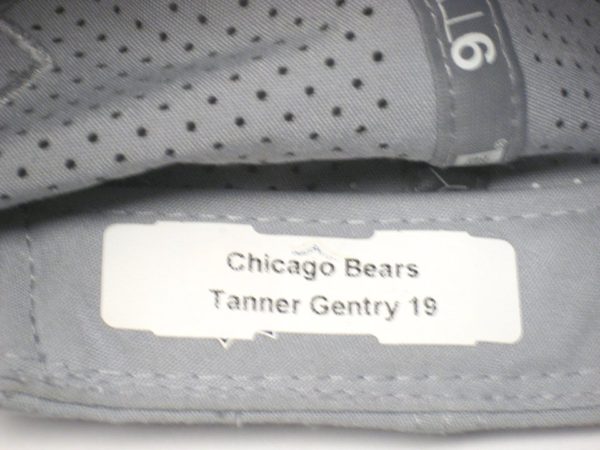 Chicago Bears
Tanner Gentry 19